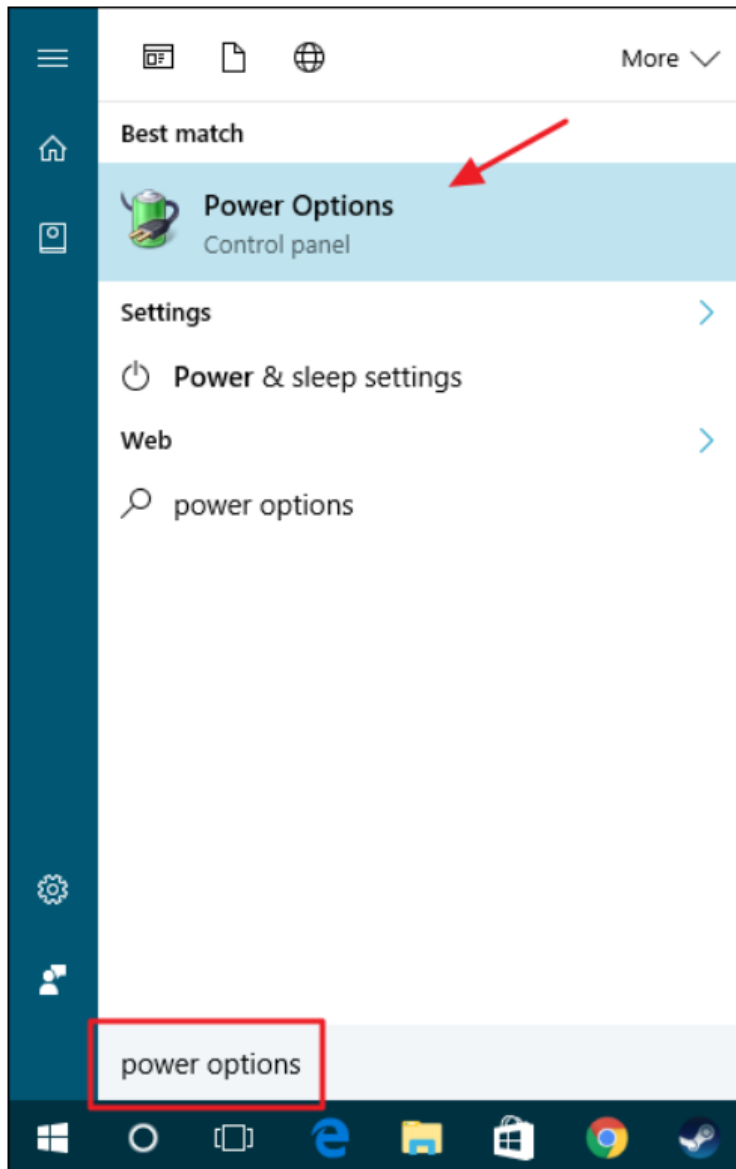 More
Best match
Power Options
Control panel
Settings
Power & sleep settings
Web
power options
power options